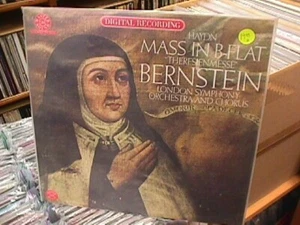 DIGITAL RECORDING
HAYDN
MASS IN B-FLAT
"THERESIENMESSE"
BERNSTEIN
LONDON SYMPHONY
ORCHESTRA AND CHORUS